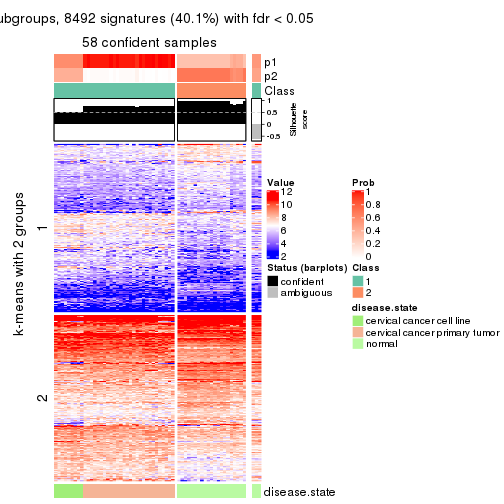 ubgroups, 8492 signatures (40.1%) with fdr < 0.05
58 confident samples
p1
p2
Class
1
0.5
0
-0.5
Silhouette
score
k-means with 2 groups
1
2
Value
12
10
8
6
4
2
Prob
1
0.8
0.6
0.4
0.2
0
Status (barplots)
confident
ambiguous
Class
1
2
disease.state
cervical cancer cell line
cervical cancer primary tumor
normal
disease.state